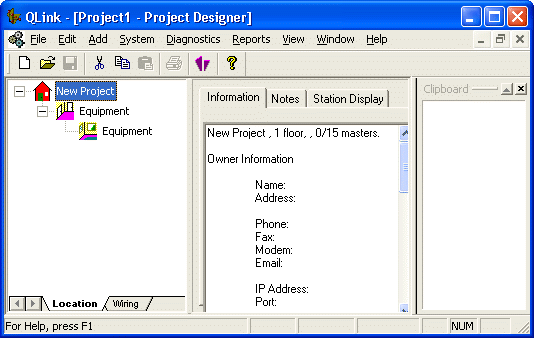 QLink - [Project1 - Project Designer]
File Edit Add System Diagnostics Reports View Window Help
New Project
Equipment
Equipment
Location Wiring
Information Notes Station Display
New Project , 1 floor, , 0/15 masters.
Owner Information
Name:
Address:
Phone:
Fax:
Modem:
Email:
IP Address:
Port:
Clipboard
For Help, press F1
NUM